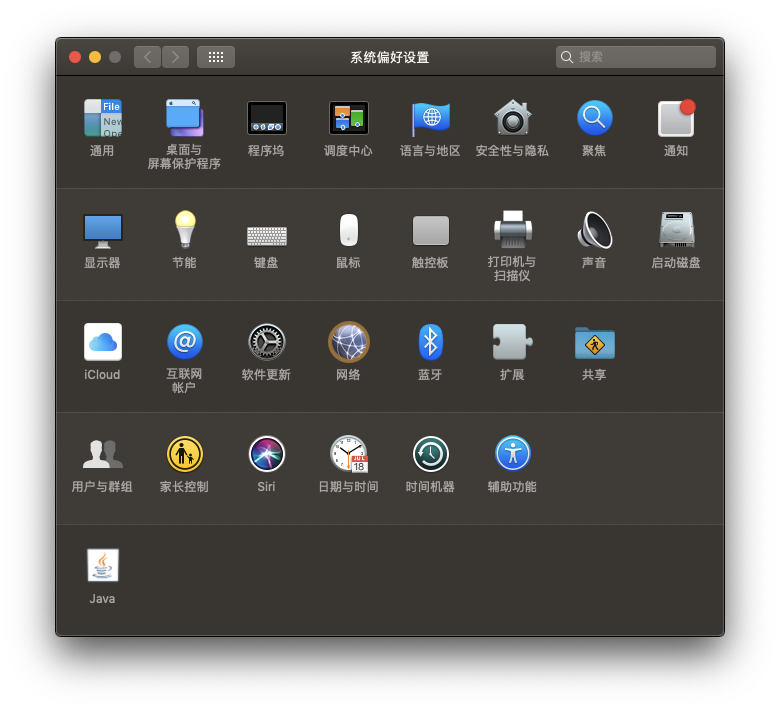 系统偏好设置
搜索
File
New
Ope
通用
桌面与
屏幕保护程序
程序坞
调度中心
语言与地区
安全性与隐私
聚焦
通知
显示器
节能
键盘
鼠标
触控板
打印机与
扫描仪
声音
启动磁盘
iCloud
@
互联网
帐户
软件更新
网络
蓝牙
扩展
共享
用户与群组
家长控制
Siri
JUL
18
日期与时间
时间机器
辅助功能
Java